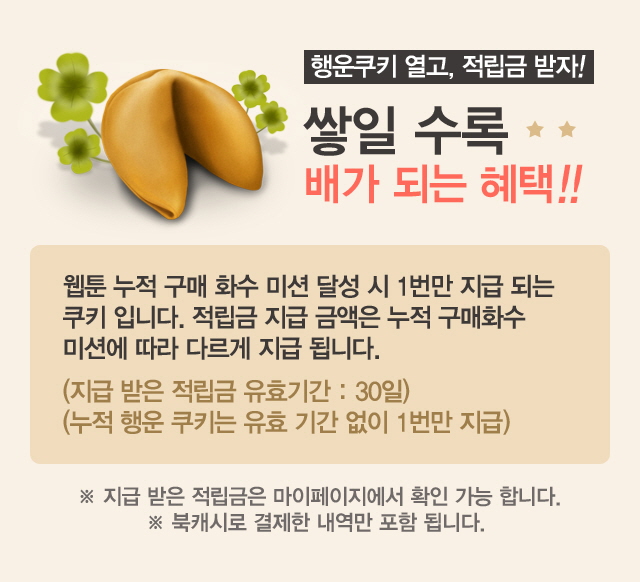 행운쿠키 열고, 적립금 받자!
쌓일 수록
배가 되는 혜택!!
웹툰 누적 구매 화수 미션 달성 시 1번만 지급 되는
쿠키 입니다. 적립금 지급 금액은 누적 구매화수
미션에 따라 다르게 지급 됩니다.
(지급 받은 적립금 유효기간 : 30일)
(누적 행운 쿠키는 유효 기간 없이 1번만 지급)
※ 지급 받은 적립금은 마이페이지에서 확인 가능 합니다.
※ 북캐시로 결제한 내역만 포함 됩니다.